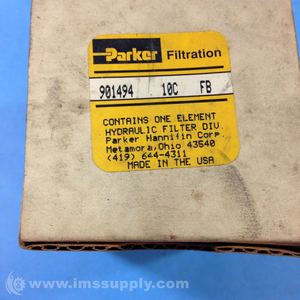 Parker Filtration
901494 10C FB
CONTAINS ONE ELEMENT
HYDRAULIC FILTER DIV.
Parker Hannifin Corp.
Metamora, Ohio 43540
(419) 644-4311
MADE IN THE USA
© www.imssupply.com